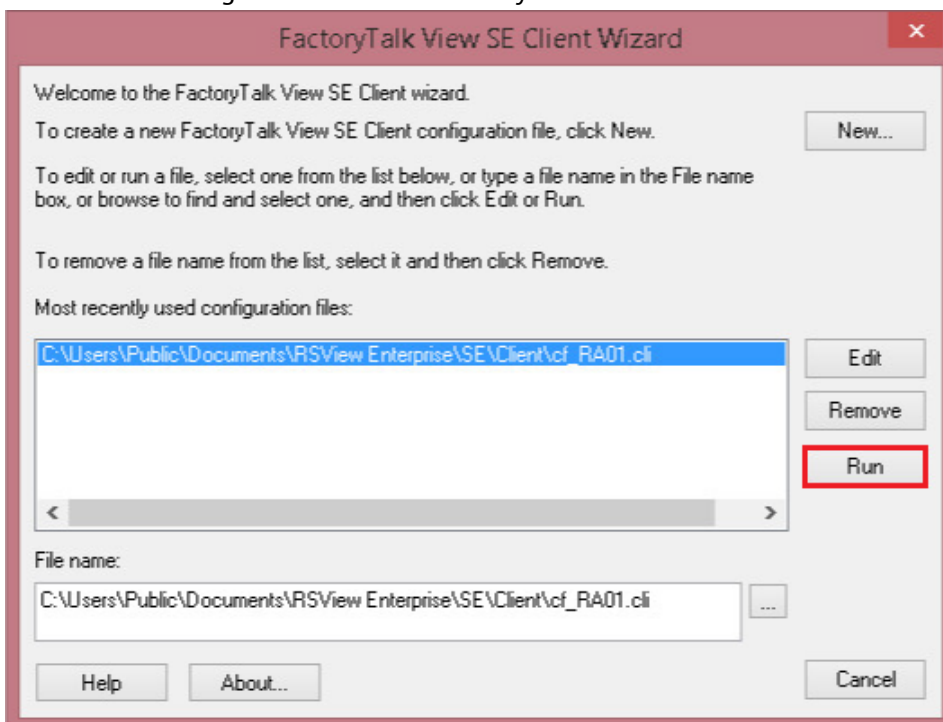 FactoryTalk View SE Client Wizard
Welcome to the FactoryTalk View SE Client wizard.
To create a new FactoryTalk View SE Client configuration file, click New.
New...
To edit or run a file, select one from the list below, or type a file name in the File name
box, or browse to find and select one, and then click Edit or Run.
To remove a file name from the list, select it and then click Remove.
Most recently used configuration files:
C:\Users\Public\Documents\RSView Enterprise\SE\Client\cf_RA01.cli
Edit
Remove
Run
File name:
C:\Users\Public\Documents\RSView Enterprise\SE\Client\cf_RA01.cli
...
Help
About...
Cancel